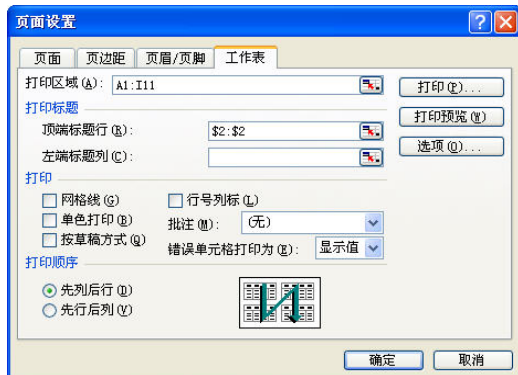 页面设置
页面 页边距 页眉/页脚 工作表
打印区域(A): A1:I11 打印(P)...
打印标题 打印预览(W)
顶端标题行(R): $2:$2
左端标题列(C): 选项(O)...
打印
网格线(G) 行号列标(L)
单色打印(B) 批注(M): (无)
按草稿方式(Q) 错误单元格打印为(E): 显示值
打印顺序
先列后行(D)
先行后列(V)
确定 取消